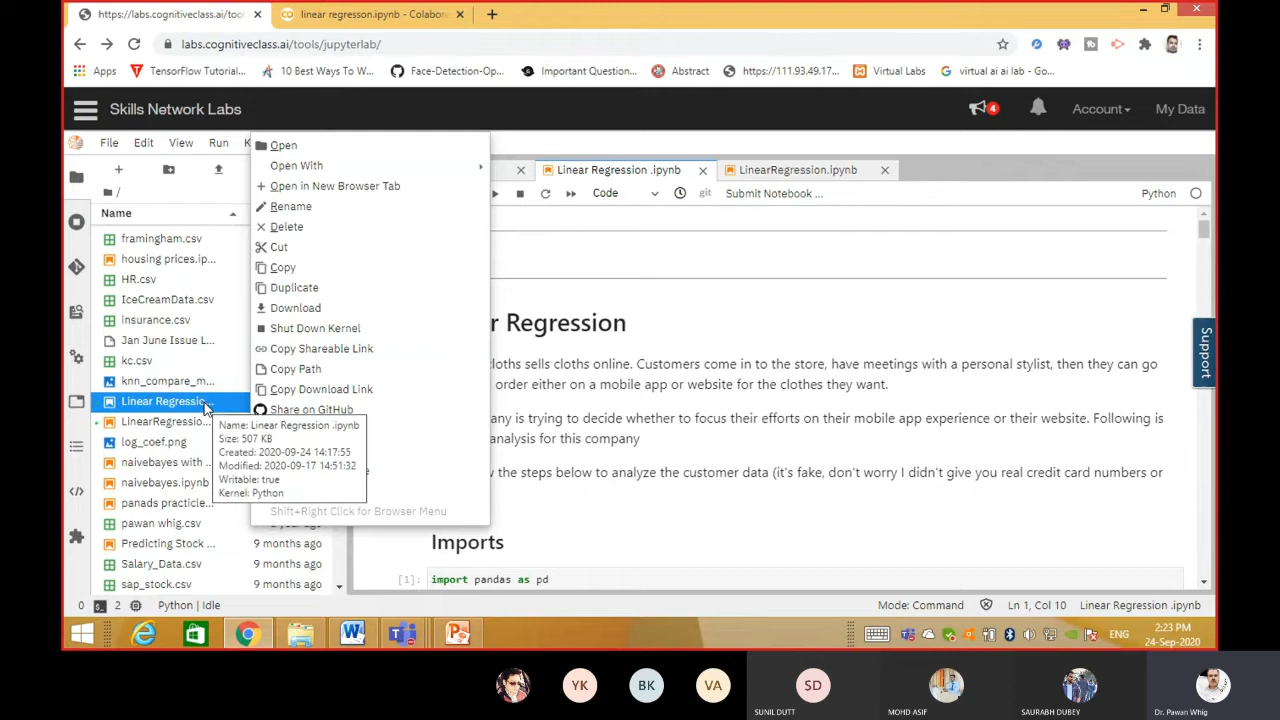 https://labs.cognitiveclass.ai/too
linear regresson.ipynb - Colabor
labs.cognitiveclass.ai/tools/jupyterlab/
Apps
TensorFlow Tutorial...
10 Best Ways To W...
Face-Detection-Op...
Important Question...
Abstract
https://111.93.49.17...
Virtual Labs
virtual ai ai lab - Go...
Skills Network Labs
4
Account
My Data
File
Edit
View
Run
K
Linear Regression .ipynb
LinearRegression.ipynb
Code
git
Submit Notebook ...
Python
/
Name
framingham.csv
housing prices.ip...
HR.csv
IceCreamData.csv
insurance.csv
Jan June Issue L...
kc.csv
knn_compare_m...
Linear Regressio...
LinearRegressio...
log_coef.png
naivebayes with ...
naivebayes.ipynb
panads practicle...
pawan whig.csv
Predicting Stock ...
9 months ago
Salary_Data.csv
9 months ago
sap_stock.csv
9 months ago
Open
Open With
Open in New Browser Tab
Rename
Delete
Cut
Copy
Duplicate
Download
Shut Down Kernel
Copy Shareable Link
Copy Path
Copy Download Link
Share on GitHub
Shift+Right Click for Browser Menu
Name: Linear Regression .ipynb
Size: 507 KB
Created: 2020-09-24 14:17:55
Modified: 2020-09-17 14:51:32
Writable: true
Kernel: Python
r Regression
cloths sells cloths online. Customers come in to the store, have meetings with a personal stylist, then they can go
order either on a mobile app or website for the clothes they want.
any is trying to decide whether to focus their efforts on their mobile app experience or their website. Following is
analysis for this company
w the steps below to analyze the customer data (it's fake, don't worry I didn't give you real credit card numbers or
Imports
[1]:
import pandas as pd
Support
0
2
Python | Idle
Mode: Command
Ln 1, Col 10
Linear Regression .ipynb
ENG
2:23 PM
24-Sep-2020
YK
BK
VA
SD
SUNIL DUTT
MOHD ASIF
SAURABH DUBEY
Dr. Pawan Whig